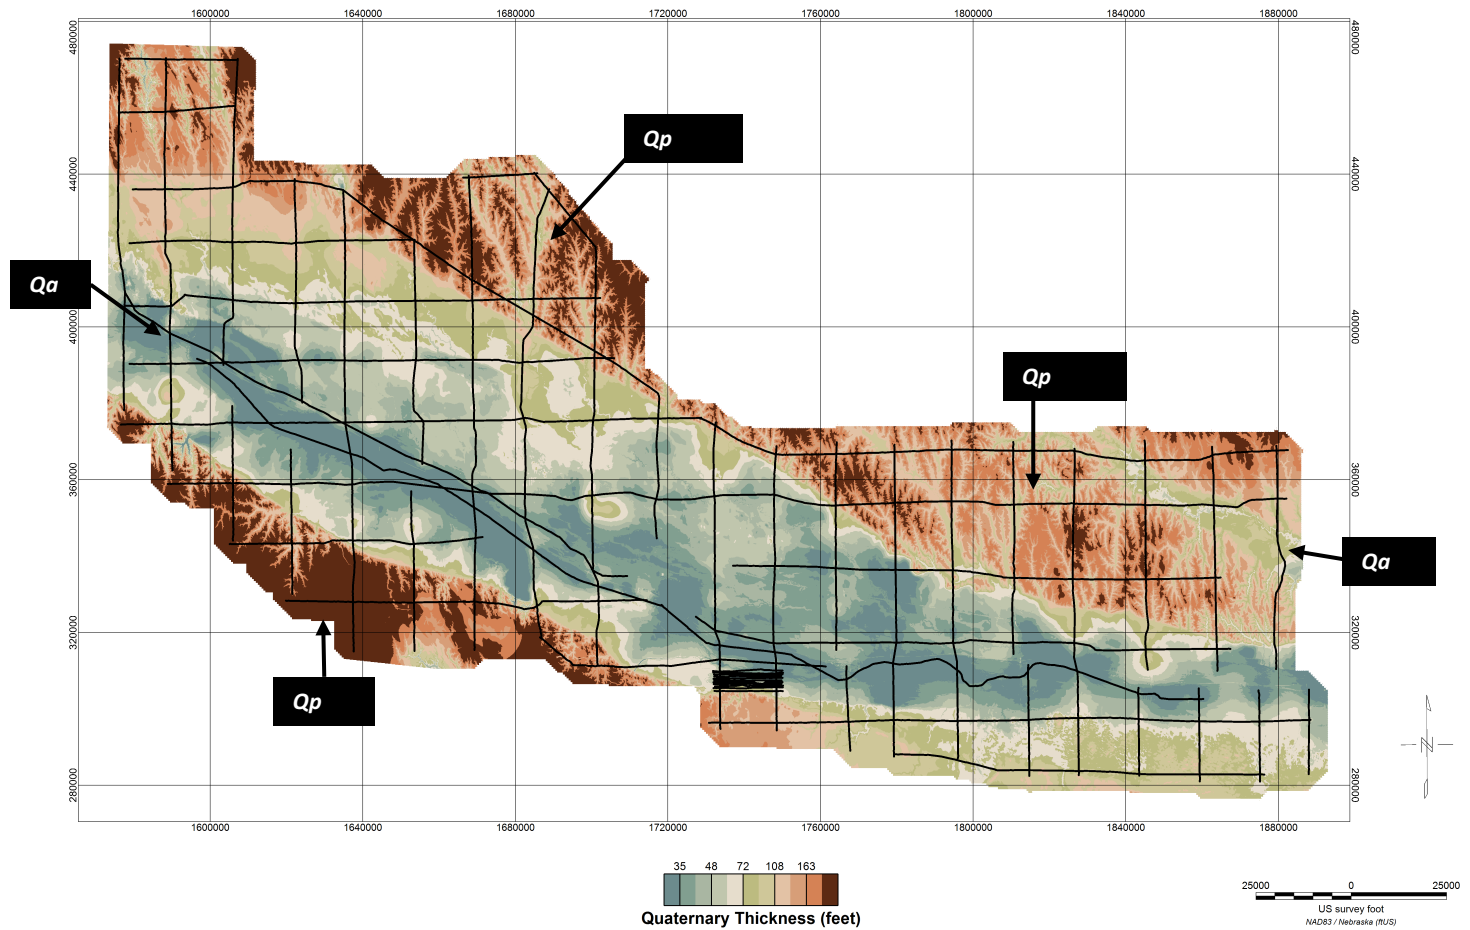 1600000 1640000 1680000 1720000 1760000 1800000 1840000 1880000
480000 480000
Qp
440000 440000
Qa
400000 400000
Qp
360000 360000
Qa
320000 320000
Qp
280000 280000
1600000 1640000 1680000 1720000 1760000 1800000 1840000 1880000
N
35 48 72 108 163
Quaternary Thickness (feet)
25000 0 25000
US survey foot
NAD83 / Nebraska (ftUS)